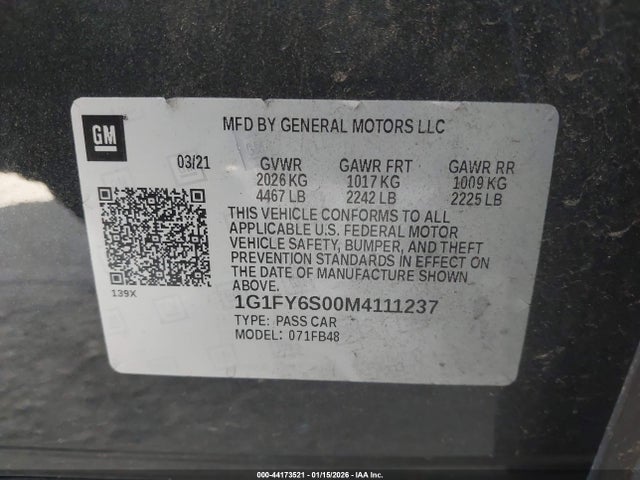 GM
MFD BY GENERAL MOTORS LLC
03/21 GVWR GAWR FRT GAWR RR
2026 KG 1017 KG 1009 KG
4467 LB 2242 LB 2225 LB
THIS VEHICLE CONFORMS TO ALL
APPLICABLE U.S. FEDERAL MOTOR
VEHICLE SAFETY, BUMPER, AND THEFT
PREVENTION STANDARDS IN EFFECT ON
THE DATE OF MANUFACTURE SHOWN
ABOVE.
139X
1G1FY6S00M4111237
TYPE: PASS CAR
MODEL: 071FB48
000-44173521 - 01/15/2026 - IAA Inc.